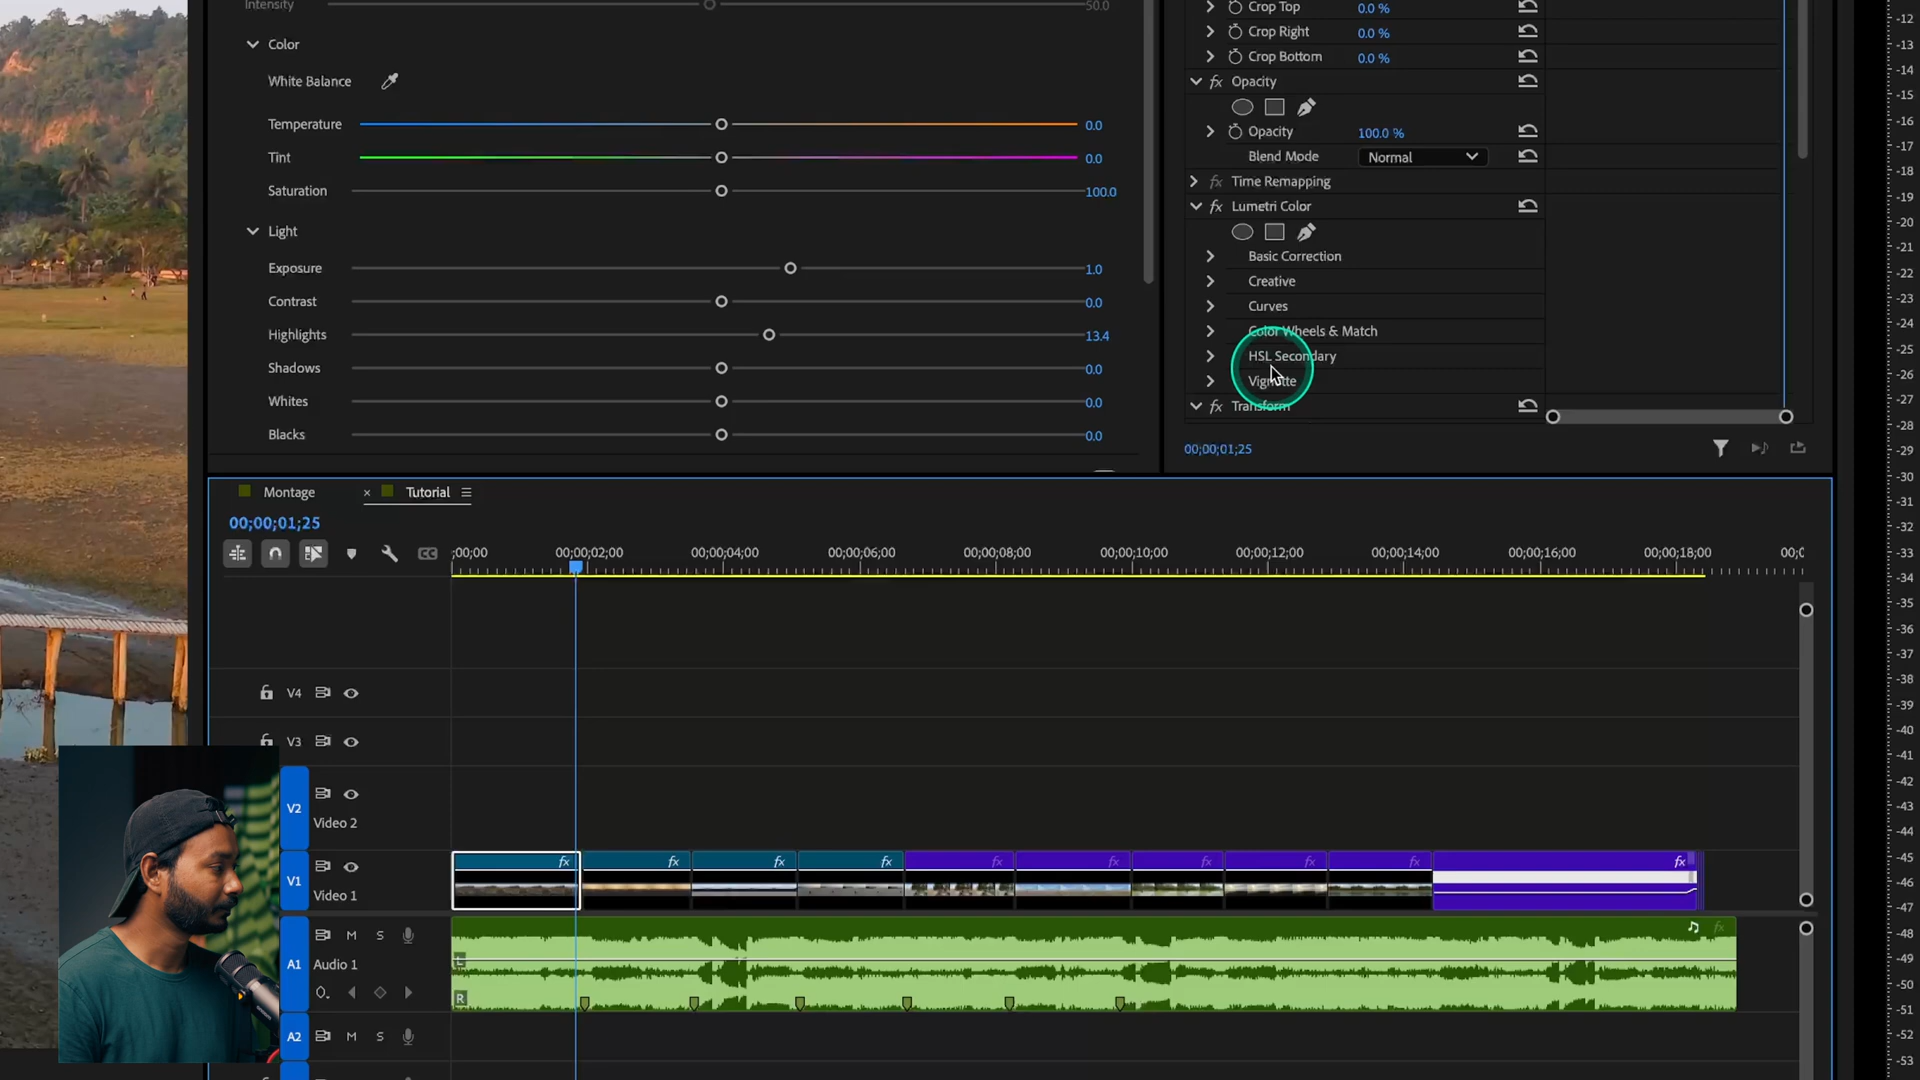 Intensity 50.0
Color
White Balance
Temperature 0.0
Tint 0.0
Saturation 100.0
Light
Exposure 1.0
Contrast 0.0
Highlights 13.4
Shadows 0.0
Whites 0.0
Blacks 0.0
Crop Top 0.0 %
Crop Right 0.0 %
Crop Bottom 0.0 %
fx Opacity
Opacity 100.0 %
Blend Mode Normal
fx Time Remapping
fx Lumetri Color
Basic Correction
Creative
Curves
Color Wheels & Match
HSL Secondary
Vignette
fx Transform
00;00;01;25
Montage × Tutorial
00;00;01;25
CC
;00;00 00;00;02;00 00;00;04;00 00;00;06;00 00;00;08;00 00;00;10;00 00;00;12;00 00;00;14;00 00;00;16;00 00;00;18;00 00;0
V4
V3
V2
Video 2
V1
Video 1
fx fx fx fx fx fx fx fx fx fx
A1 M S
Audio 1
L
R
fx
A2 M S
-12
-13
-14
-15
-16
-17
-18
-19
-20
-21
-22
-23
-24
-25
-26
-27
-28
-29
-30
-31
-32
-33
-34
-35
-36
-37
-38
-39
-40
-41
-42
-43
-44
-45
-46
-47
-48
-49
-50
-51
-52
-53